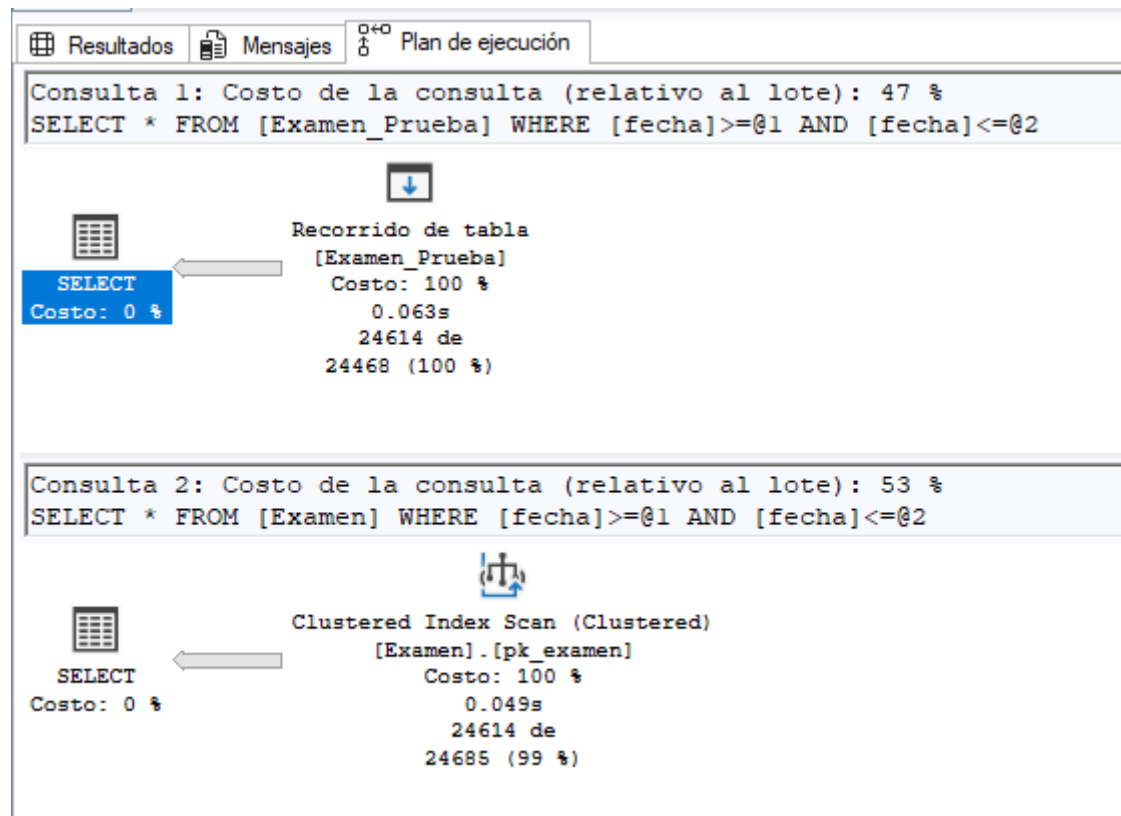 Resultados Mensajes Plan de ejecución
Consulta 1: Costo de la consulta (relativo al lote): 47 %
SELECT * FROM [Examen_Prueba] WHERE [fecha]>=@1 AND [fecha]<=@2
Recorrido de tabla
[Examen_Prueba]
Costo: 100 %
0.063s
24614 de
24468 (100 %)
SELECT
Costo: 0 %
Consulta 2: Costo de la consulta (relativo al lote): 53 %
SELECT * FROM [Examen] WHERE [fecha]>=@1 AND [fecha]<=@2
Clustered Index Scan (Clustered)
[Examen].[pk_examen]
Costo: 100 %
0.049s
24614 de
24685 (99 %)
SELECT
Costo: 0 %